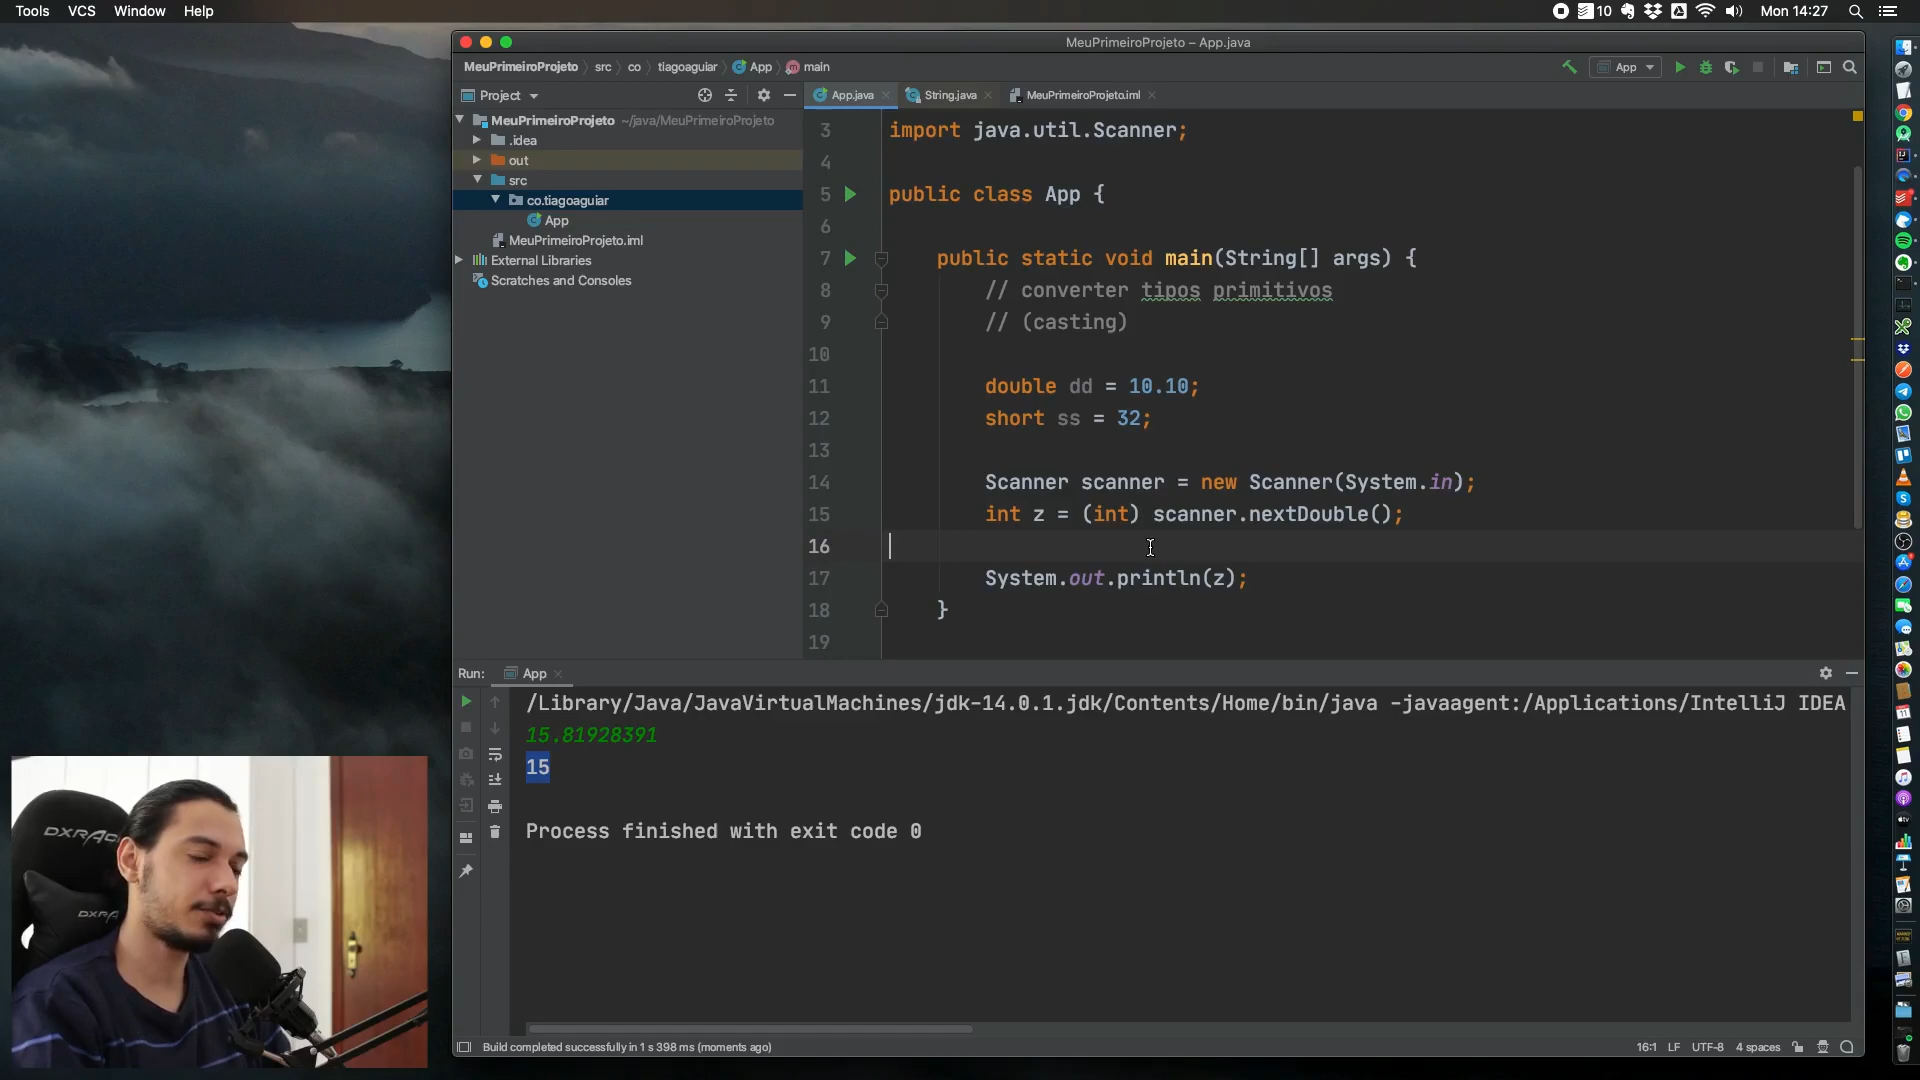 Tools VCS Window Help
10 Mon 14:27
MeuPrimeiroProjeto – App.java
MeuPrimeiroProjeto src co tiagoaguiar App main
App
Project
App.java String.java MeuPrimeiroProjeto.iml
MeuPrimeiroProjeto ~/java/MeuPrimeiroProjeto
.idea
out
src
co.tiagoaguiar
App
MeuPrimeiroProjeto.iml
External Libraries
Scratches and Consoles
3 import java.util.Scanner;
4
5 public class App {
6
7 public static void main(String[] args) {
8 // converter tipos primitivos
9 // (casting)
10
11 double dd = 10.10;
12 short ss = 32;
13
14 Scanner scanner = new Scanner(System.in);
15 int z = (int) scanner.nextDouble();
16
17 System.out.println(z);
18 }
19
Run: App
/Library/Java/JavaVirtualMachines/jdk-14.0.1.jdk/Contents/Home/bin/java -javaagent:/Applications/IntelliJ IDEA
15.81928391
15
Process finished with exit code 0
DXRAC
DXR
Build completed successfully in 1 s 398 ms (moments ago)
16:1 LF UTF-8 4 spaces